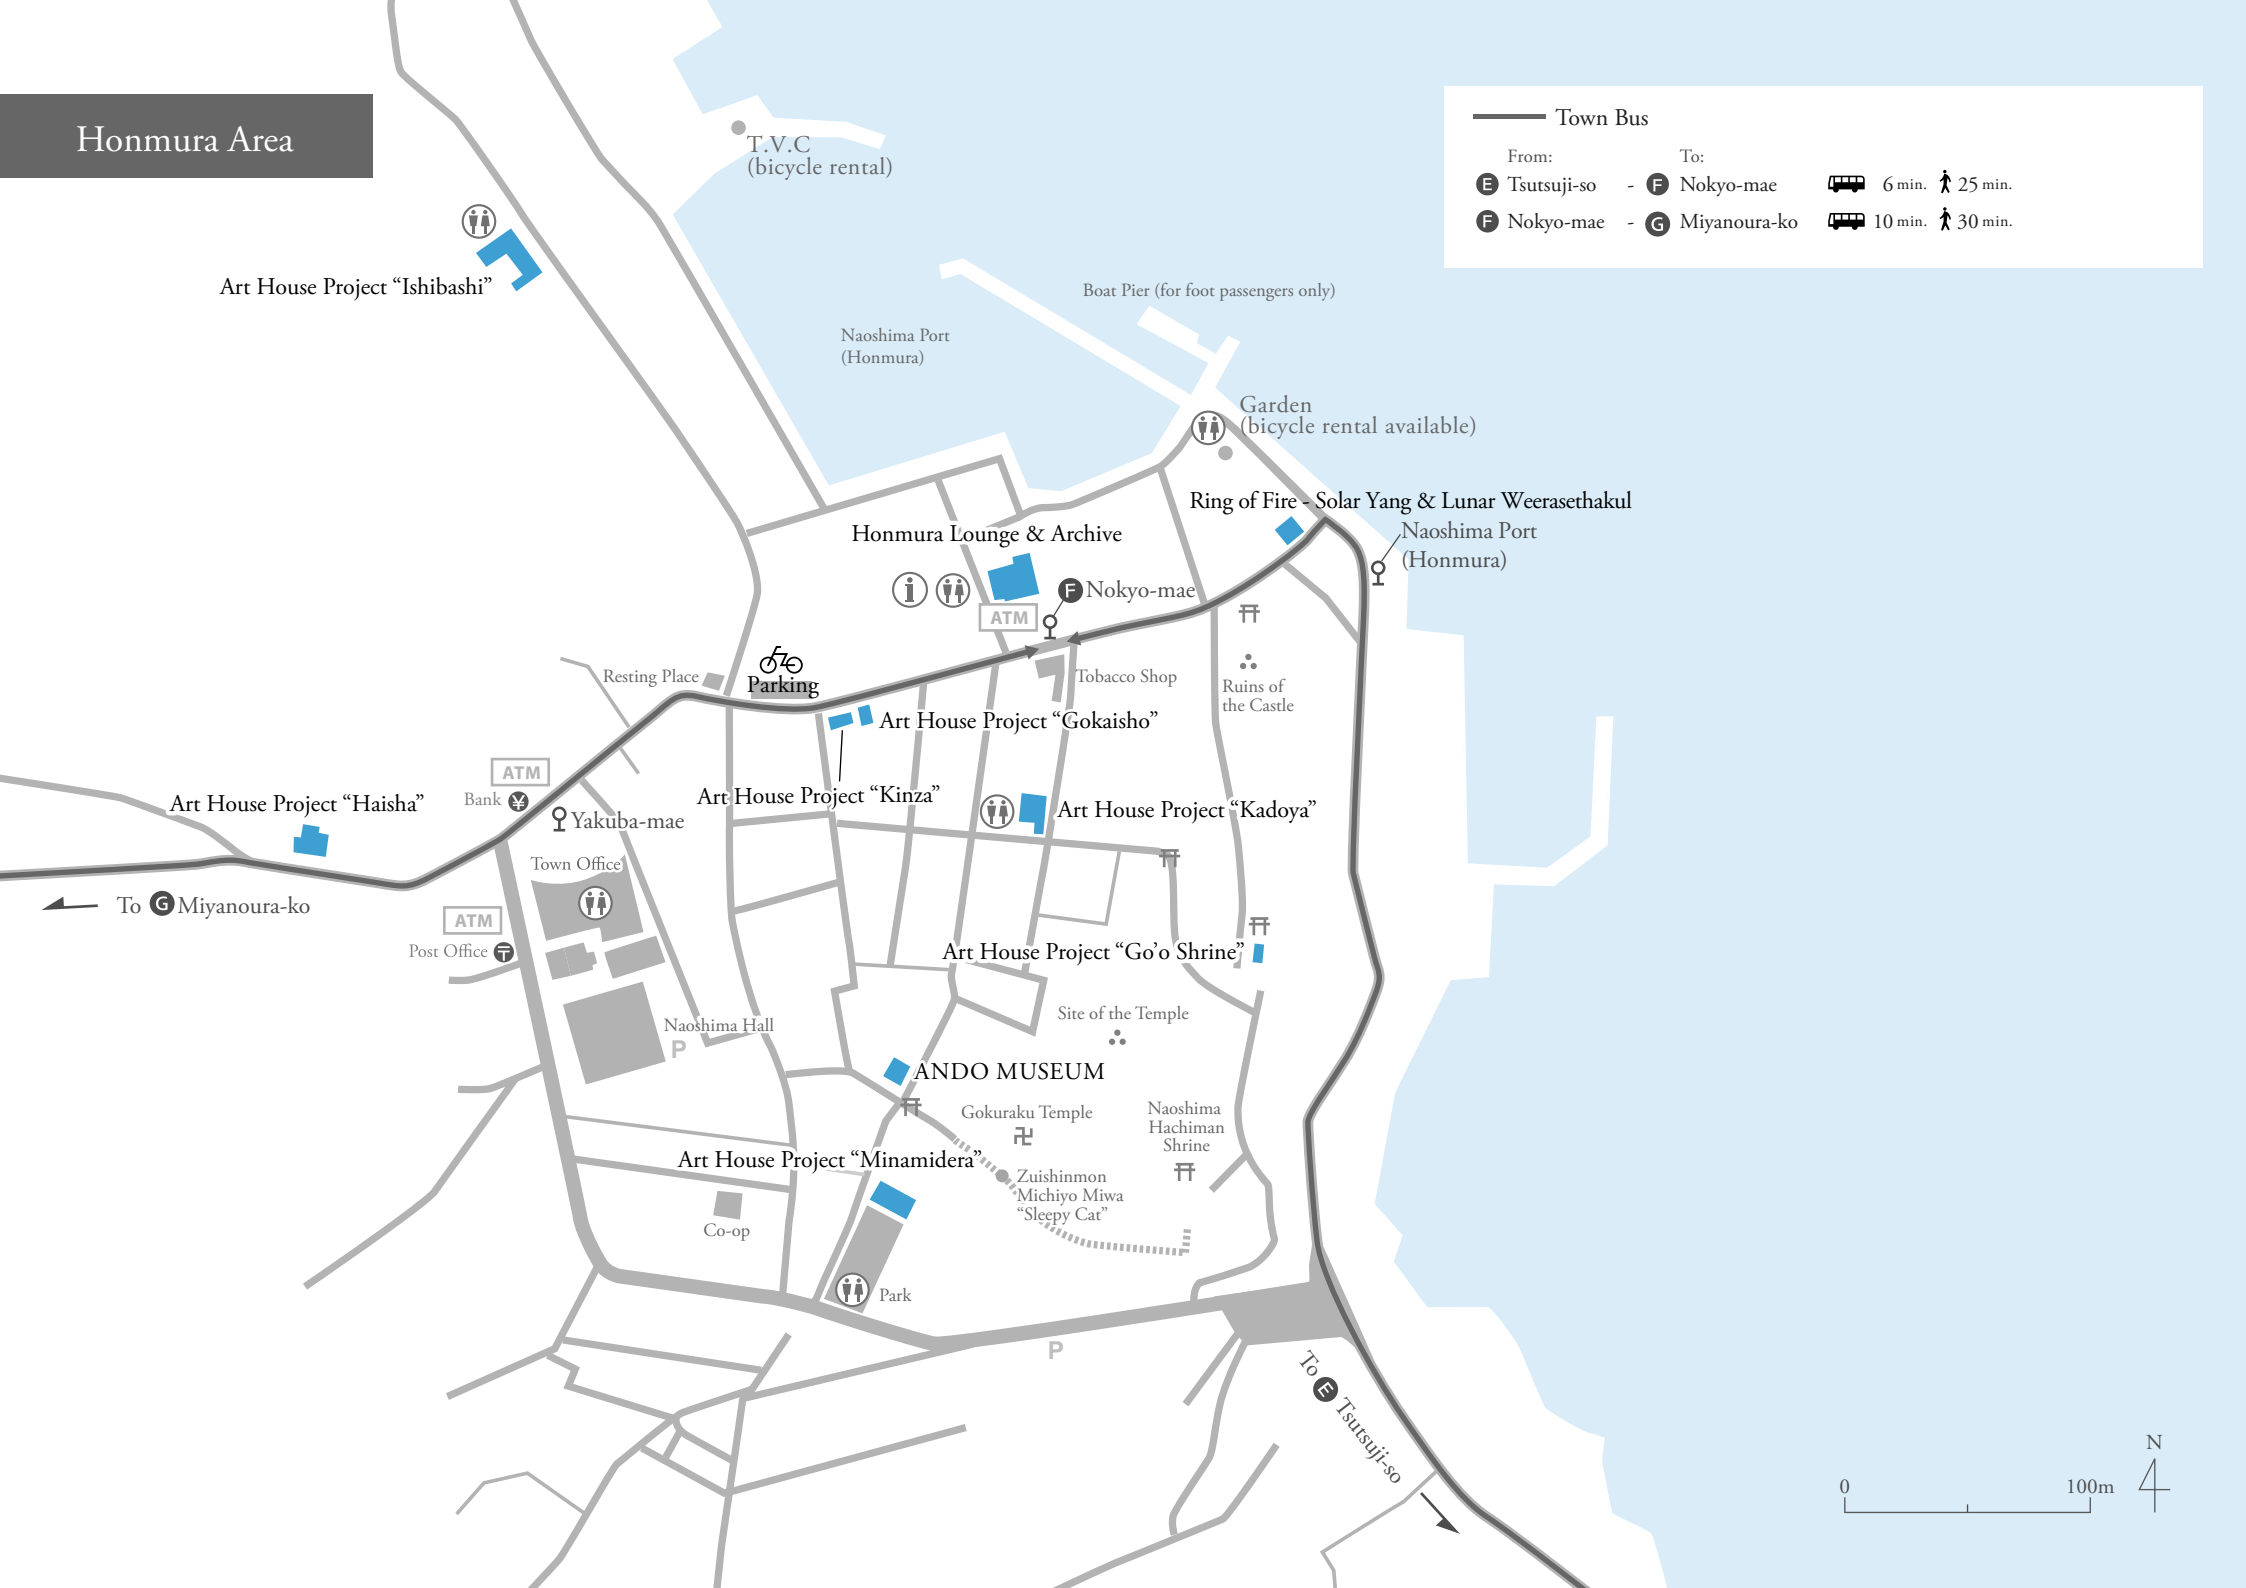 Honmura Area
T.V.C
(bicycle rental)
Town Bus
From: To:
E Tsutsuji-so - F Nokyo-mae 6 min. 25 min.
F Nokyo-mae - G Miyanoura-ko 10 min. 30 min.
Art House Project “Ishibashi”
Boat Pier (for foot passengers only)
Naoshima Port
(Honmura)
Garden
(bicycle rental available)
Ring of Fire - Solar Yang & Lunar Weerasethakul
Naoshima Port
(Honmura)
Honmura Lounge & Archive
i
F Nokyo-mae
ATM
Resting Place
Parking
Tobacco Shop
Ruins of
the Castle
Art House Project “Gokaisho”
ATM
Bank ¥
Art House Project “Kinza”
Art House Project “Haisha”
Art House Project “Kadoya”
Yakuba-mae
Town Office
To G Miyanoura-ko
ATM
Post Office 〒
Art House Project “Go’o Shrine”
Naoshima Hall
P
Site of the Temple
ANDO MUSEUM
Gokuraku Temple
卍
Naoshima
Hachiman
Shrine
Art House Project “Minamidera”
Zuishinmon
Michiyo Miwa
“Sleepy Cat”
Co-op
Park
P
To E Tsutsuji-so
N
0 100m